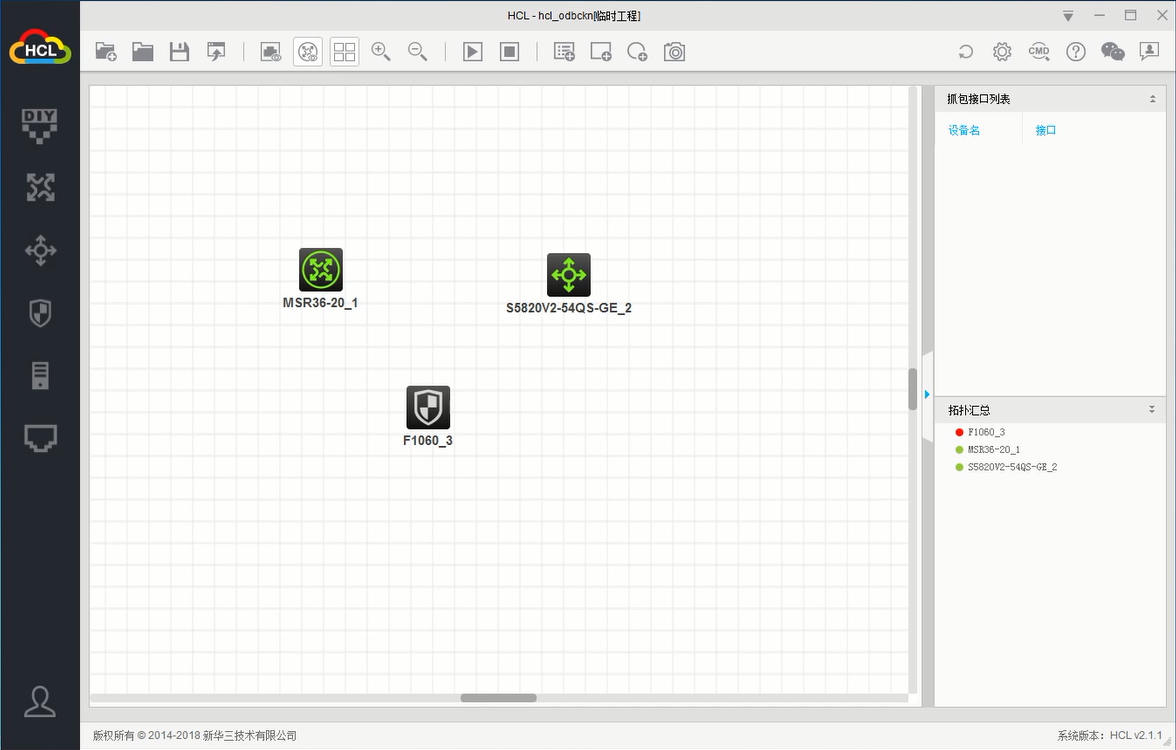 HCL - hcl_odbckn[临时工程]
HCL
CMD
DIY
抓包接口列表
设备名 接口
MSR36-20_1
S5820V2-54QS-GE_2
F1060_3
拓扑汇总
F1060_3
MSR36-20_1
S5820V2-54QS-GE_2
版权所有 © 2014-2018 新华三技术有限公司
系统版本：HCL v2.1.1